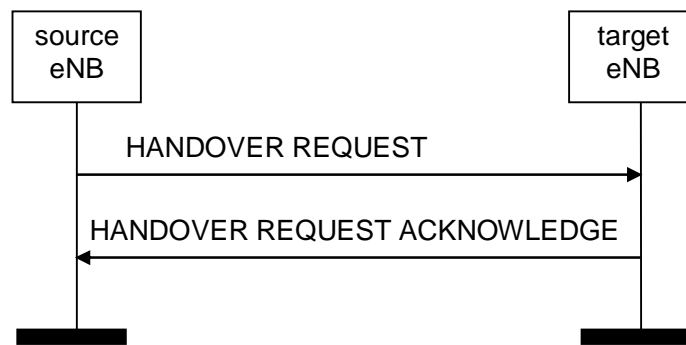 source
eNB
target
eNB
HANDOVER REQUEST
HANDOVER REQUEST ACKNOWLEDGE